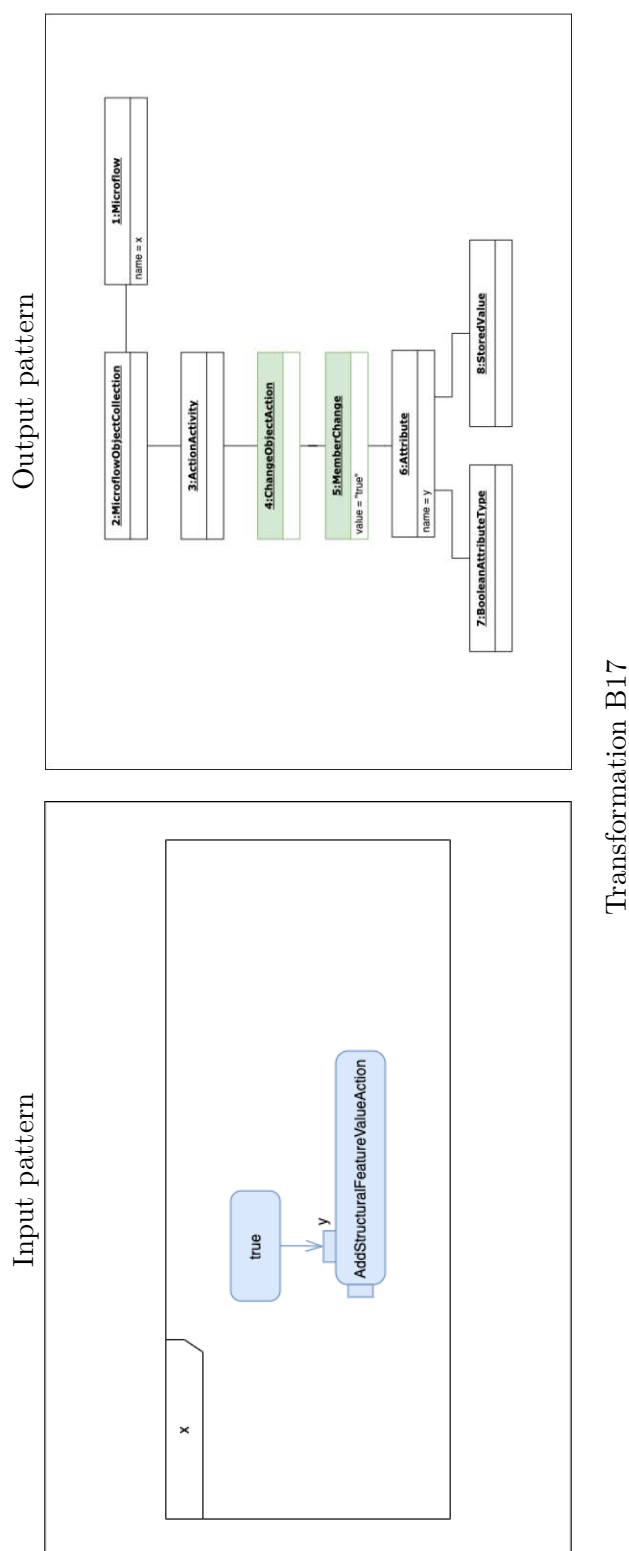 Input pattern
x
true
y
AddStructuralFeatureValueAction
Output pattern
1:Microflow
name = x
2:MicroflowObjectCollection
3:ActionActivity
4:ChangeObjectAction
5:MemberChange
value = "true"
6:Attribute
name = y
7:BooleanAttributeType
8:StoredValue
Transformation B17